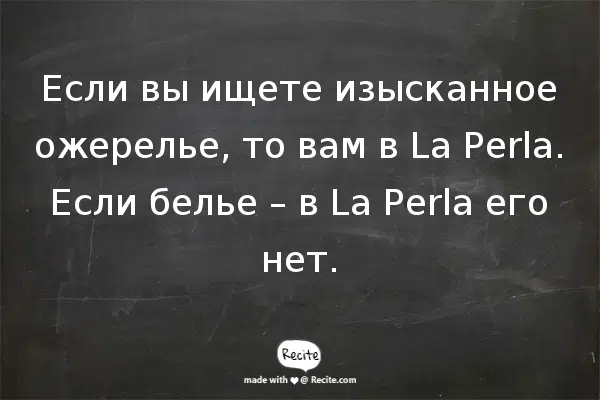 Если вы ищете изысканное
ожерелье, то вам в La Perla.
Если белье – в La Perla его
нет.
Recite
made with ♥ @ Recite.com